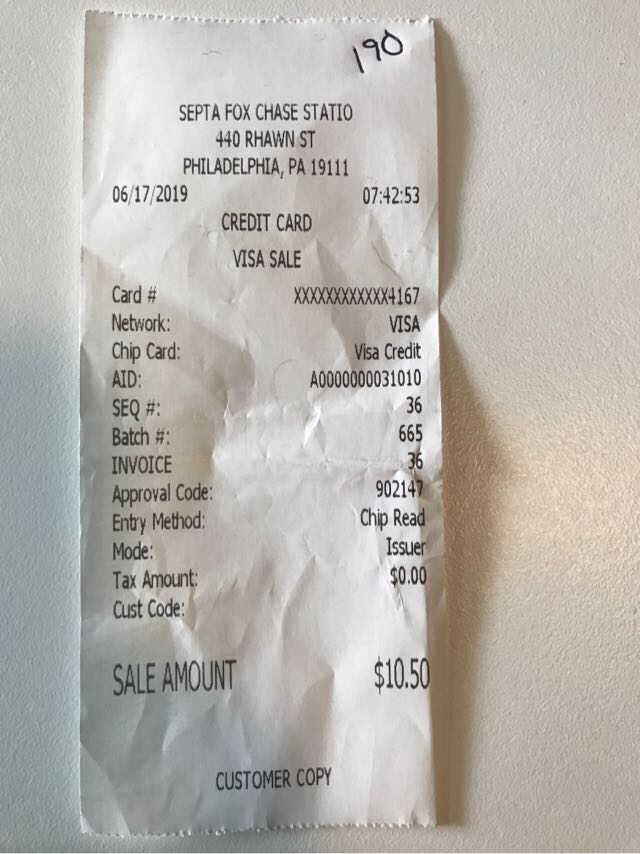 190
SEPTA FOX CHASE STATIO
440 RHAWN ST
PHILADELPHIA, PA 19111
06/17/2019 07:42:53
CREDIT CARD
VISA SALE
Card # XXXXXXXXXXXX4167
Network: VISA
Chip Card: Visa Credit
AID: A0000000031010
SEQ #: 36
Batch #: 665
INVOICE 36
Approval Code: 902147
Entry Method: Chip Read
Mode: Issuer
Tax Amount: $0.00
Cust Code:
SALE AMOUNT $10.50
CUSTOMER COPY